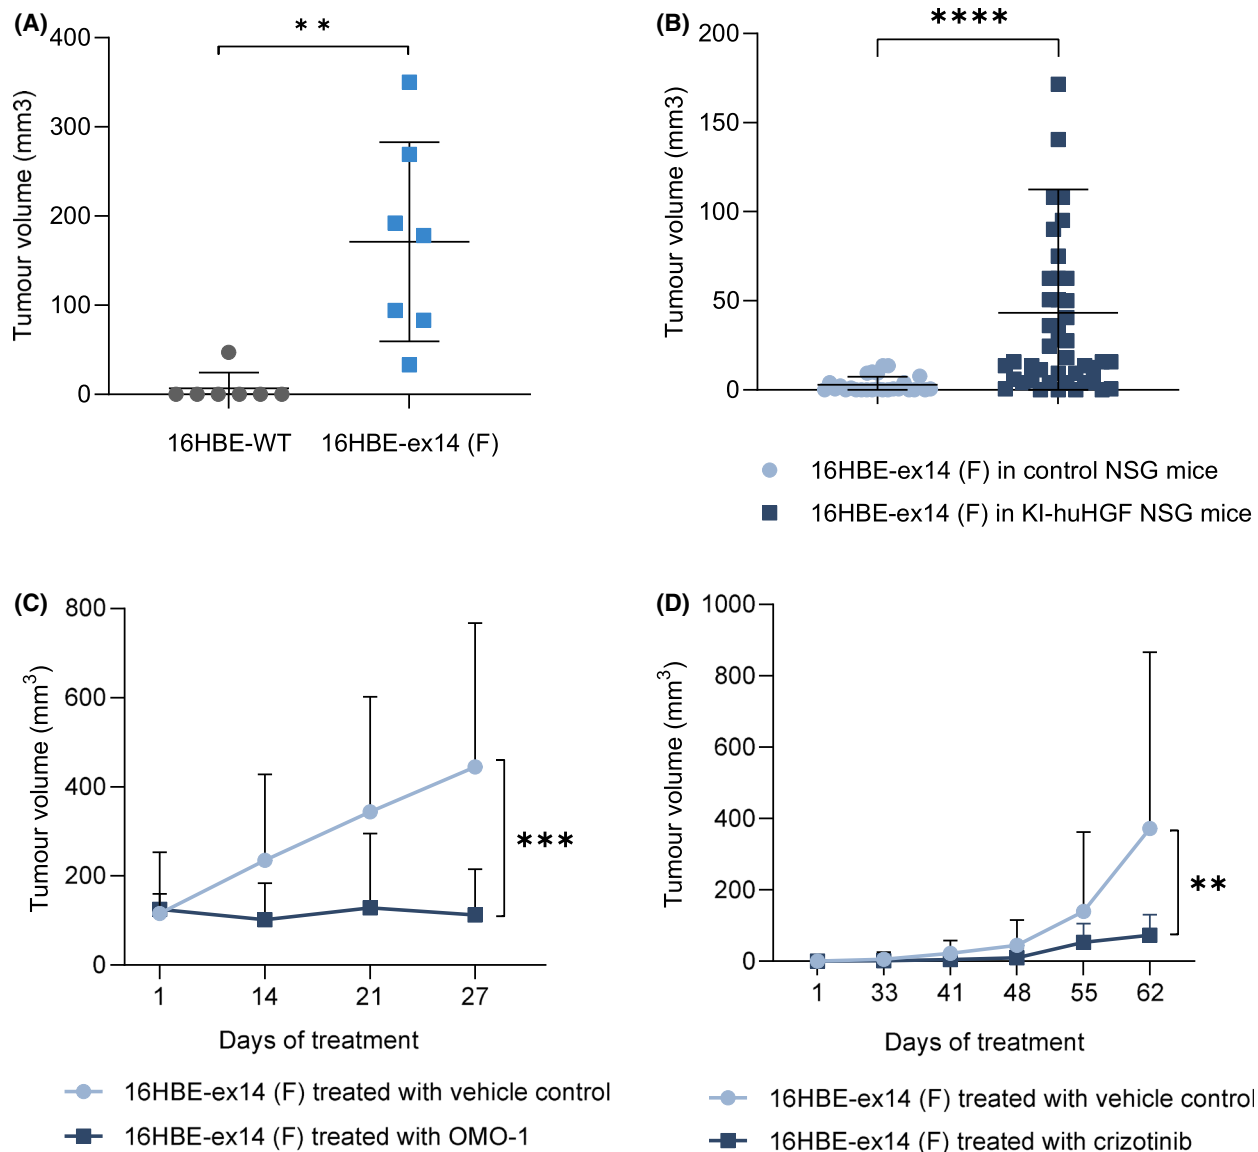 (A)
**
Tumour volume (mm3)
400
300
200
100
0
16HBE-WT
16HBE-ex14 (F)
(B)
****
Tumour volume (mm3)
200
150
100
50
0
16HBE-ex14 (F) in control NSG mice
16HBE-ex14 (F) in KI-huHGF NSG mice
(C)
Tumour volume (mm³)
800
600
400
200
0
***
1 14 21 27
Days of treatment
16HBE-ex14 (F) treated with vehicle control
16HBE-ex14 (F) treated with OMO-1
(D)
Tumour volume (mm³)
1000
800
600
400
200
0
**
1 33 41 48 55 62
Days of treatment
16HBE-ex14 (F) treated with vehicle control
16HBE-ex14 (F) treated with crizotinib